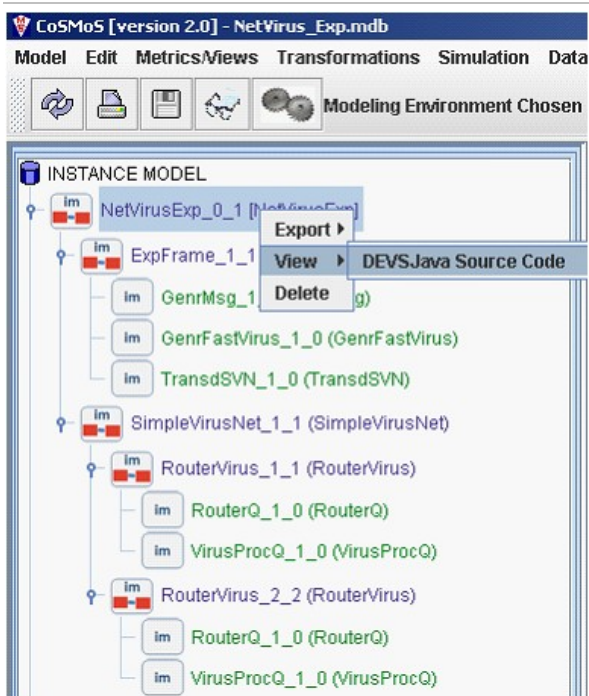 CoSMoS [version 2.0] - NetVirus_Exp.mdb
Model Edit Metrics/Views Transformations Simulation Data
Modeling Environment Chosen
INSTANCE MODEL
im NetVirusExp_0_1 [NetVirusExp]
Export
im ExpFrame_1_1
View DEVSJava Source Code
im GenrMsg_1 g)
Delete
im GenrFastVirus_1_0 (GenrFastVirus)
im TransdSVN_1_0 (TransdSVN)
im SimpleVirusNet_1_1 (SimpleVirusNet)
im RouterVirus_1_1 (RouterVirus)
im RouterQ_1_0 (RouterQ)
im VirusProcQ_1_0 (VirusProcQ)
im RouterVirus_2_2 (RouterVirus)
im RouterQ_1_0 (RouterQ)
im VirusProcQ_1_0 (VirusProcQ)